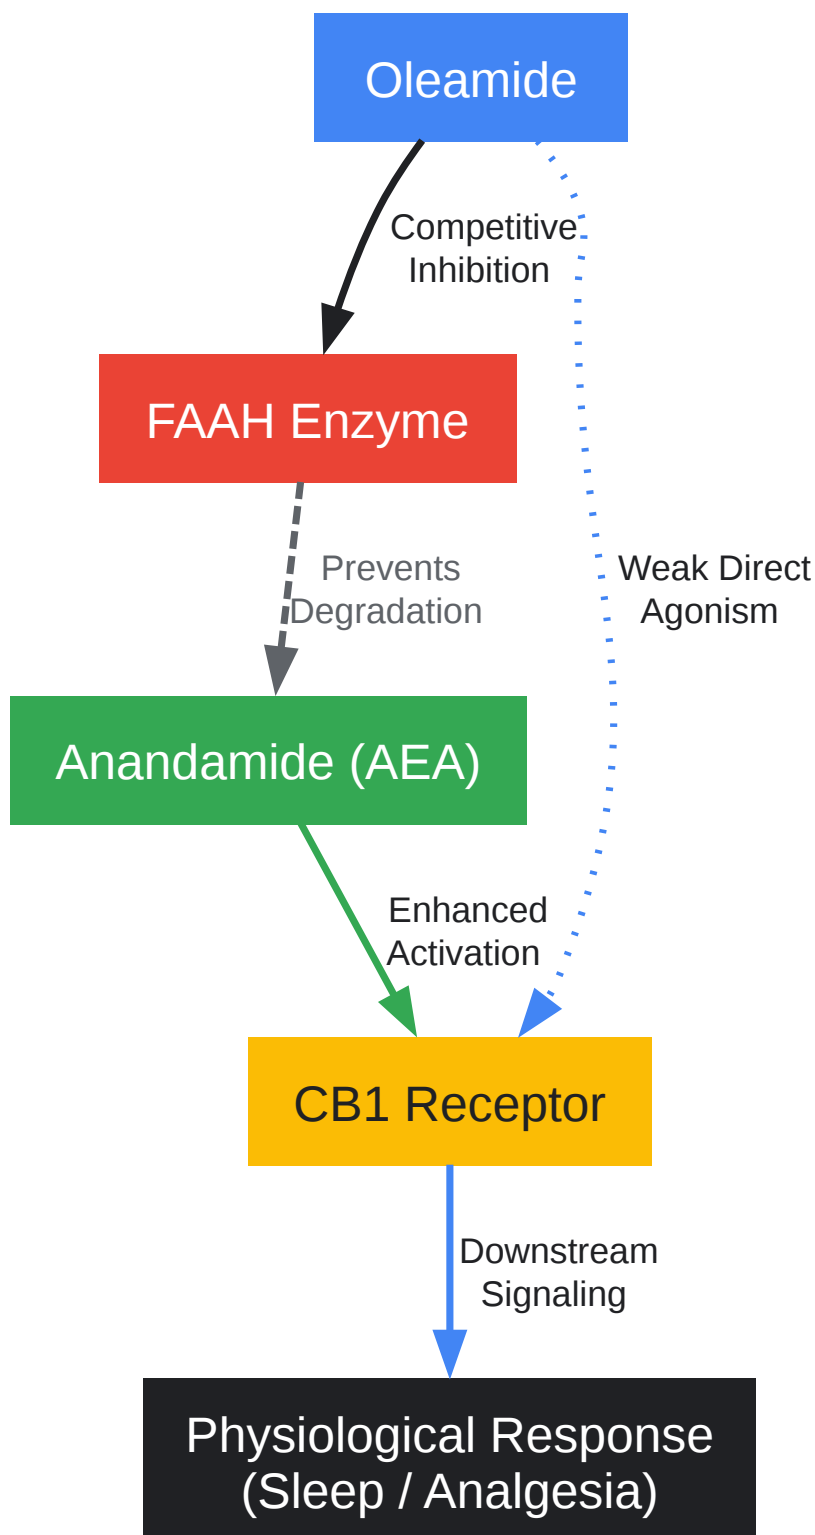 Oleamide
Competitive
Inhibition
FAAH Enzyme
Prevents
Degradation
Weak Direct
Agonism
Anandamide (AEA)
Enhanced
Activation
CB1 Receptor
Downstream
Signaling
Physiological Response
(Sleep / Analgesia)